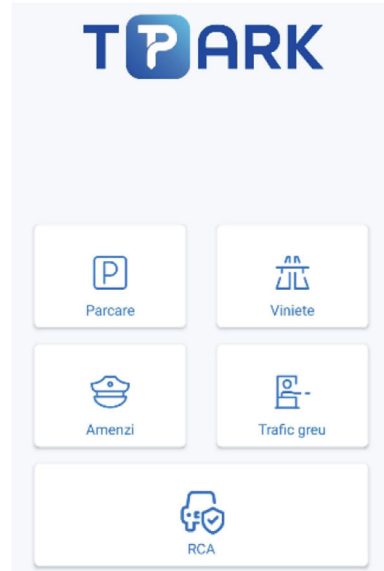 TPARK
P
Parcare
Viniete
Amenzi
Trafic greu
RCA